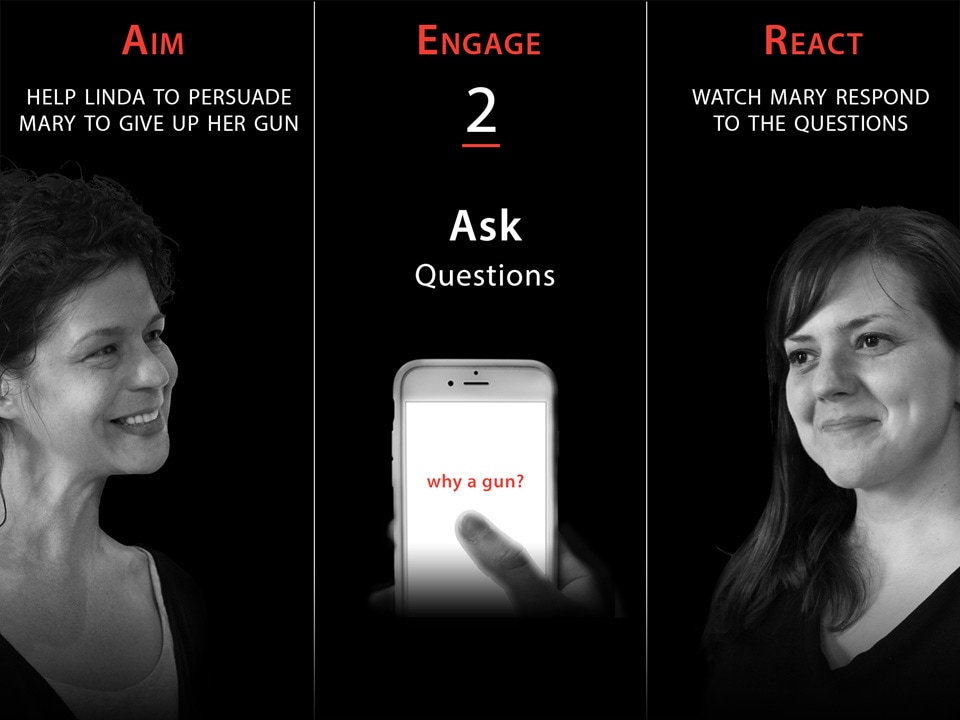 AIM
HELP LINDA TO PERSUADE
MARY TO GIVE UP HER GUN
ENGAGE
2
Ask
Questions
why a gun?
REACT
WATCH MARY RESPOND
TO THE QUESTIONS